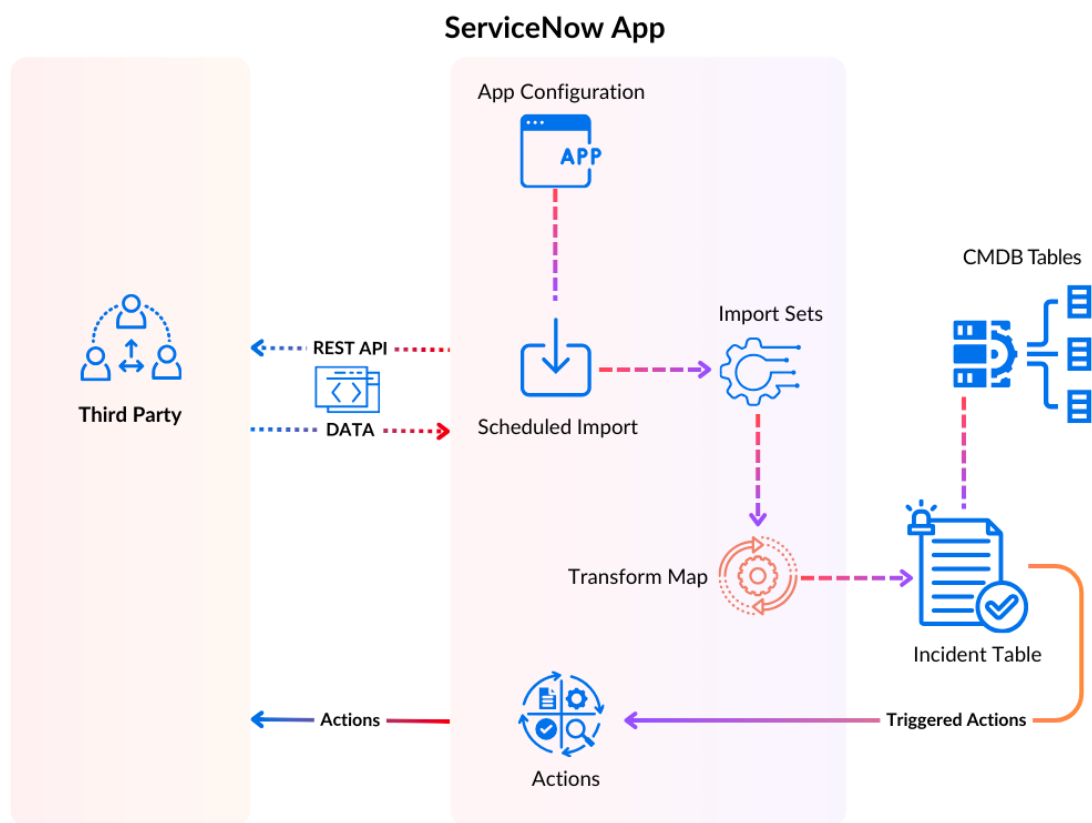 ServiceNow App
App Configuration
APP
CMDB Tables
Import Sets
REST API
Third Party
DATA
Scheduled Import
Transform Map
Incident Table
Actions
Triggered Actions
Actions